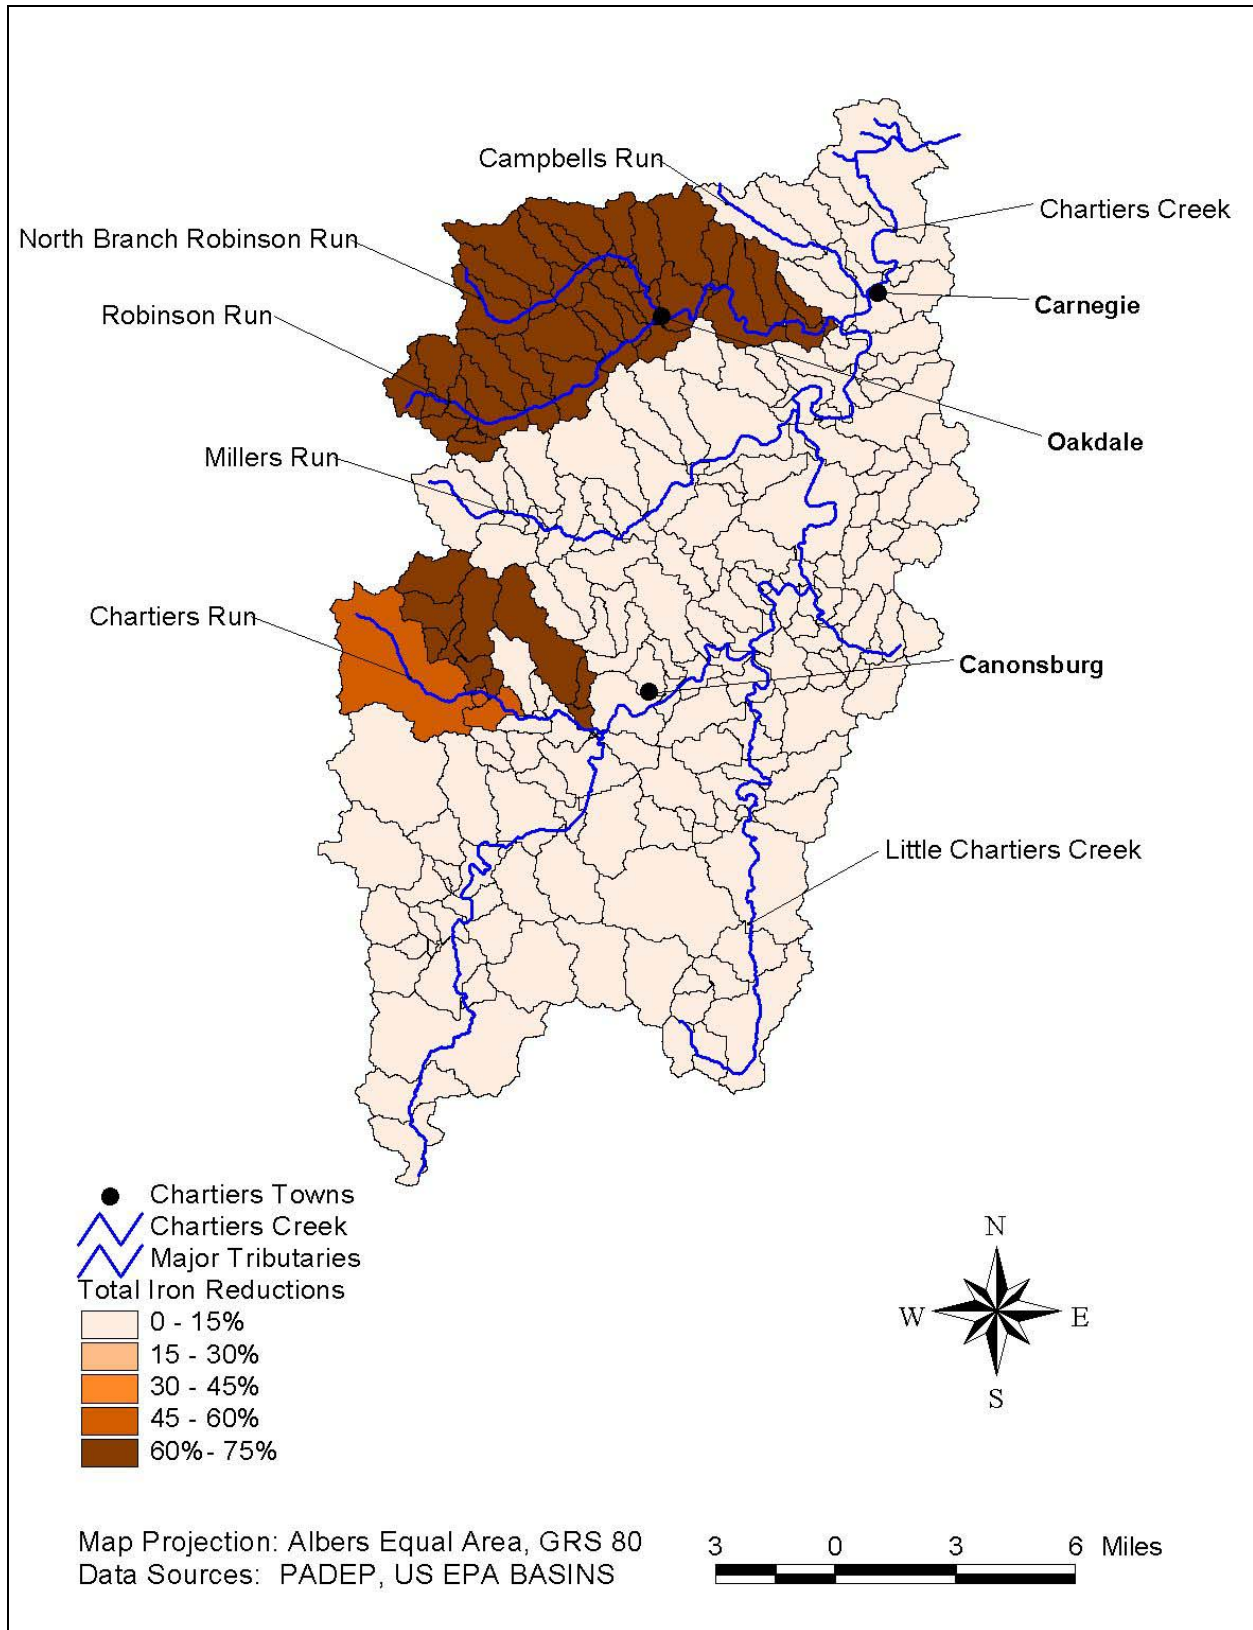 Campbells Run
Chartiers Creek
North Branch Robinson Run
Carnegie
Robinson Run
Oakdale
Millers Run
Chartiers Run
Canonsburg
Little Chartiers Creek
Chartiers Towns
Chartiers Creek
Major Tributaries
Total Iron Reductions
0 - 15%
15 - 30%
30 - 45%
45 - 60%
60%- 75%
N
W E
S
Map Projection: Albers Equal Area, GRS 80
Data Sources: PADEP, US EPA BASINS
3 0 3 6 Miles